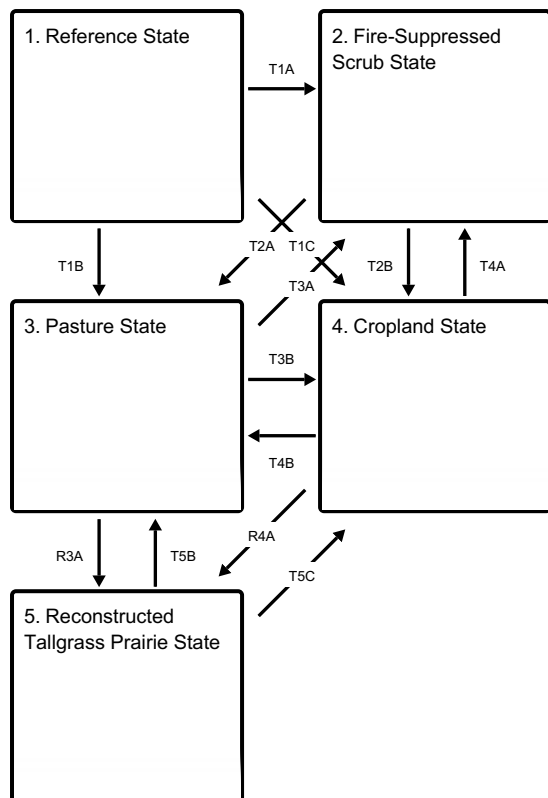 1. Reference State
2. Fire-Suppressed
Scrub State
T1A
T1B
T2A
T1C
T3A
T2B
T4A
3. Pasture State
4. Cropland State
T3B
T4B
R3A
T5B
R4A
T5C
5. Reconstructed
Tallgrass Prairie State